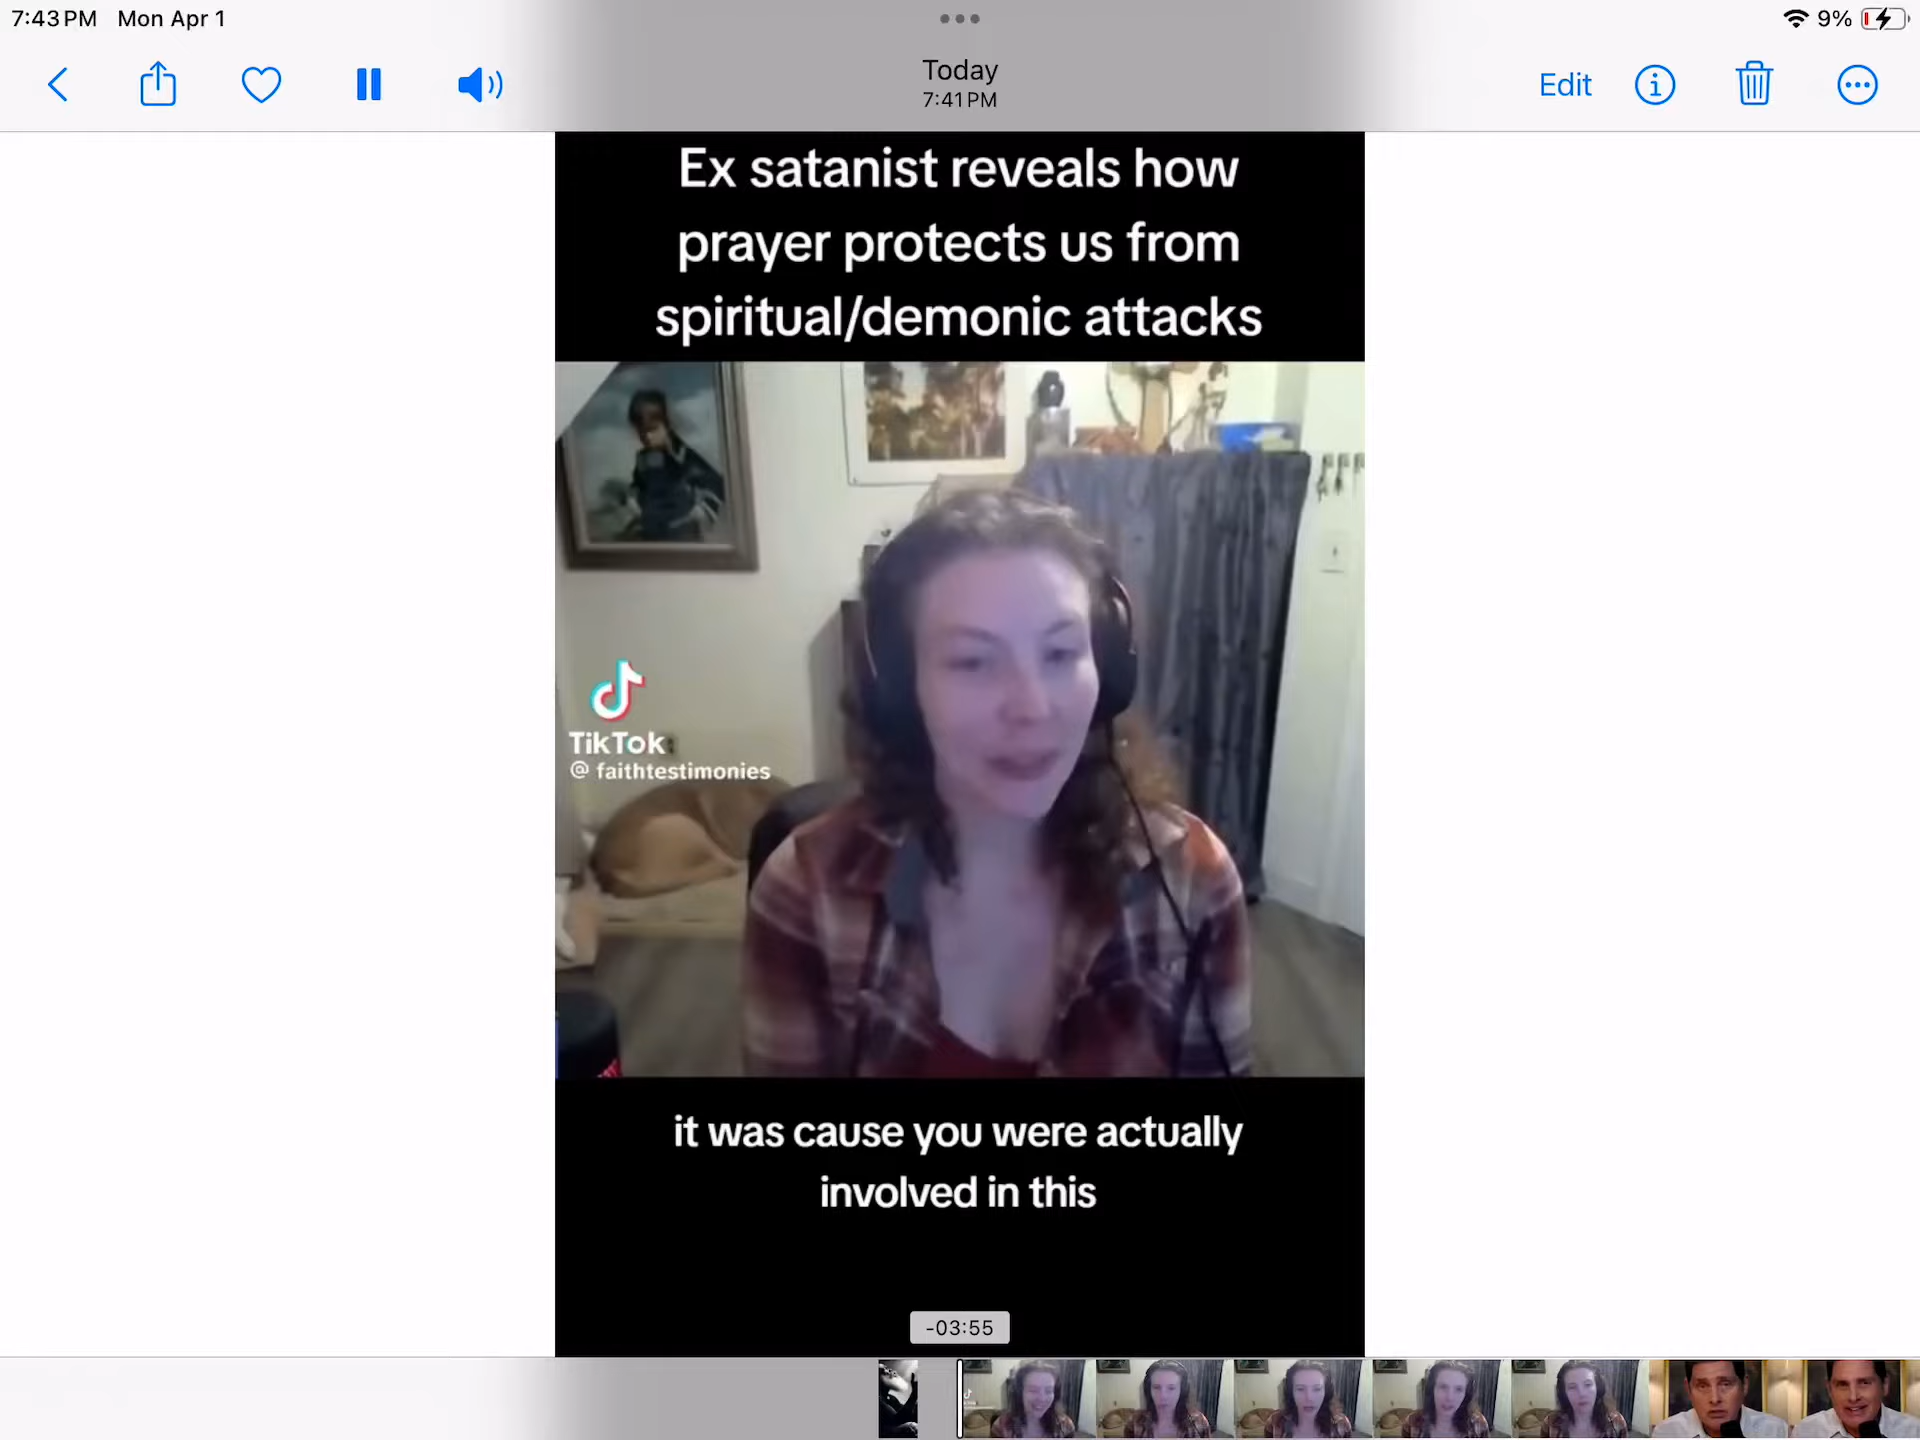 7:43 PM Mon Apr 1
9%
Today
7:41 PM
Edit
Ex satanist reveals how
prayer protects us from
spiritual/demonic attacks
TikTok
@ faithtestimonies
it was cause you were actually
involved in this
-03:55